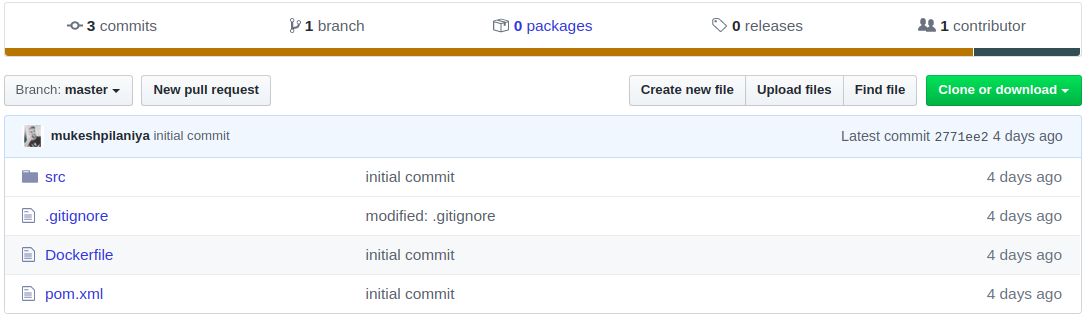 3 commits 1 branch 0 packages 0 releases 1 contributor
Branch: master New pull request Create new file Upload files Find file Clone or download
mukeshpilaniya initial commit Latest commit 2771ee2 4 days ago
src initial commit 4 days ago
.gitignore modified: .gitignore 4 days ago
Dockerfile initial commit 4 days ago
pom.xml initial commit 4 days ago